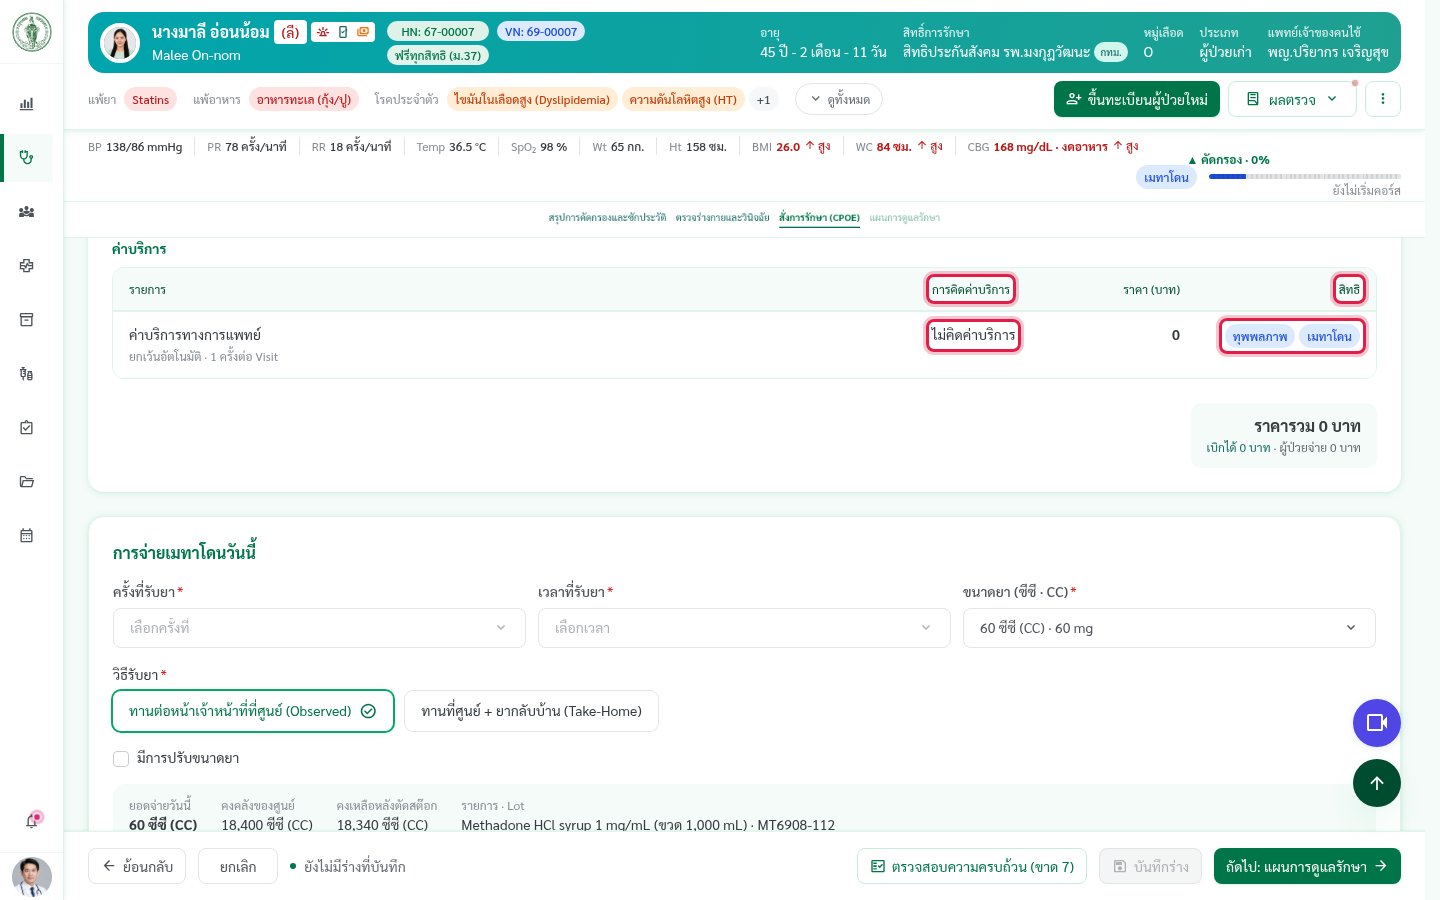 นางมาลี อ่อนน้อม (ลี)
Malee On-nom
HN: 67-00007
VN: 69-00007
ฟรีทุกสิทธิ (ม.37)
อายุ
45 ปี - 2 เดือน - 11 วัน
สิทธิ์การรักษา
สิทธิประกันสังคม รพ.มงกุฎวัฒนะ กทม.
หมู่เลือด
O
ประเภท
ผู้ป่วยเก่า
แพทย์เจ้าของคนไข้
พญ.ปริยากร เจริญสุข
แพ้ยา Statins แพ้อาหาร อาหารทะเล (กุ้ง/ปู) โรคประจำตัว ไขมันในเลือดสูง (Dyslipidemia) ความดันโลหิตสูง (HT) +1 ดูทั้งหมด
ขึ้นทะเบียนผู้ป่วยใหม่
ผลตรวจ
BP 138/86 mmHg PR 78 ครั้ง/นาที RR 18 ครั้ง/นาที Temp 36.5 °C SpO₂ 98 % Wt 65 กก. Ht 158 ซม. BMI 26.0 ↑ สูง WC 84 ซม. ↑ สูง CBG 168 mg/dL · งดอาหาร ↑ สูง
▲ คัดกรอง · 0%
เมทาโดน
ยังไม่เริ่มคอร์ส
สรุปการคัดกรองและซักประวัติ ตรวจร่างกายและวินิจฉัย สั่งการรักษา (CPOE) แผนการดูแลรักษา
ค่าบริการ
รายการ การคิดค่าบริการ ราคา (บาท) สิทธิ
ค่าบริการทางการแพทย์ ไม่คิดค่าบริการ 0 ทุพพลภาพ เมทาโดน
ยกเว้นอัตโนมัติ · 1 ครั้งต่อ Visit
ราคารวม 0 บาท
เบิกได้ 0 บาท · ผู้ป่วยจ่าย 0 บาท
การจ่ายเมทาโดนวันนี้
ครั้งที่รับยา *
เลือกครั้งที่
เวลาที่รับยา *
เลือกเวลา
ขนาดยา (ซีซี · CC) *
60 ซีซี (CC) · 60 mg
วิธีรับยา *
ทานต่อหน้าเจ้าหน้าที่ที่ศูนย์ (Observed)
ทานที่ศูนย์ + ยากลับบ้าน (Take-Home)
มีการปรับขนาดยา
ยอดจ่ายวันนี้ คงคลังของศูนย์ คงเหลือหลังตัดสต๊อก รายการ · Lot
60 ซีซี (CC) 18,400 ซีซี (CC) 18,340 ซีซี (CC) Methadone HCl syrup 1 mg/mL (ขวด 1,000 mL) · MT6908-112
← ย้อนกลับ
ยกเลิก
ยังไม่มีร่างที่บันทึก
ตรวจสอบความครบถ้วน (ขาด 7)
บันทึกร่าง
ถัดไป: แผนการดูแลรักษา →